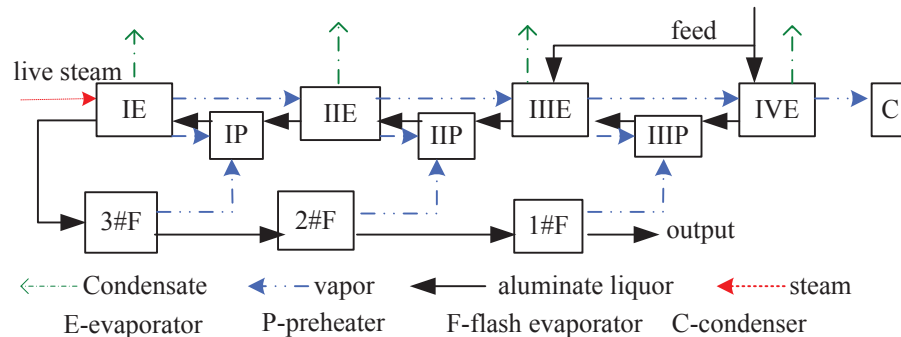 feed
live steam
IE
IIE
IIIE
IVE
C
IP
IIP
IIIP
3#F
2#F
1#F
output
Condensate
vapor
aluminate liquor
steam
E-evaporator
P-preheater
F-flash evaporator
C-condenser